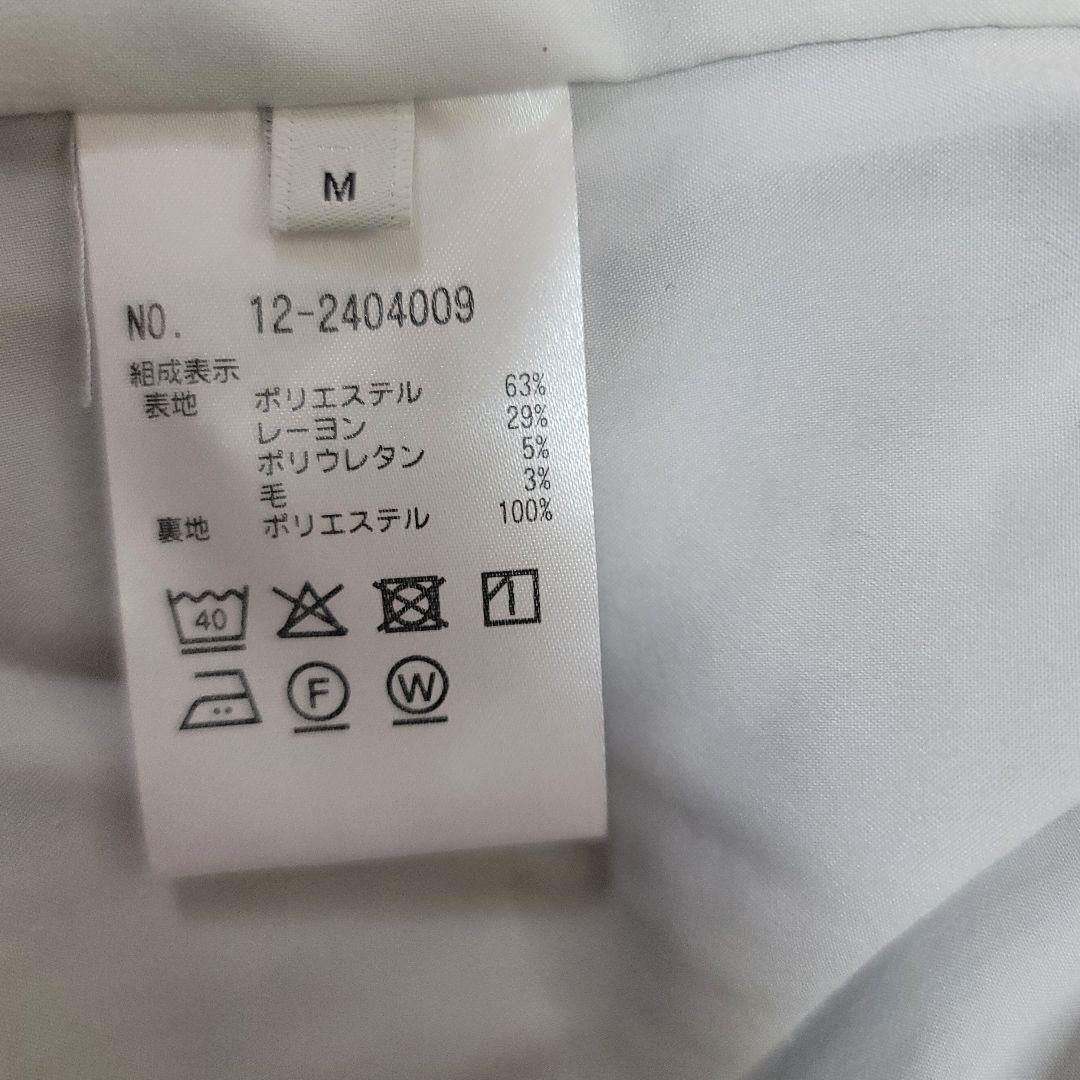 M
NO. 12-2404009
組成表示
表地 ポリエステル 63%
レーヨン 29%
ポリウレタン 5%
毛 3%
裏地 ポリエステル 100%
40
F W